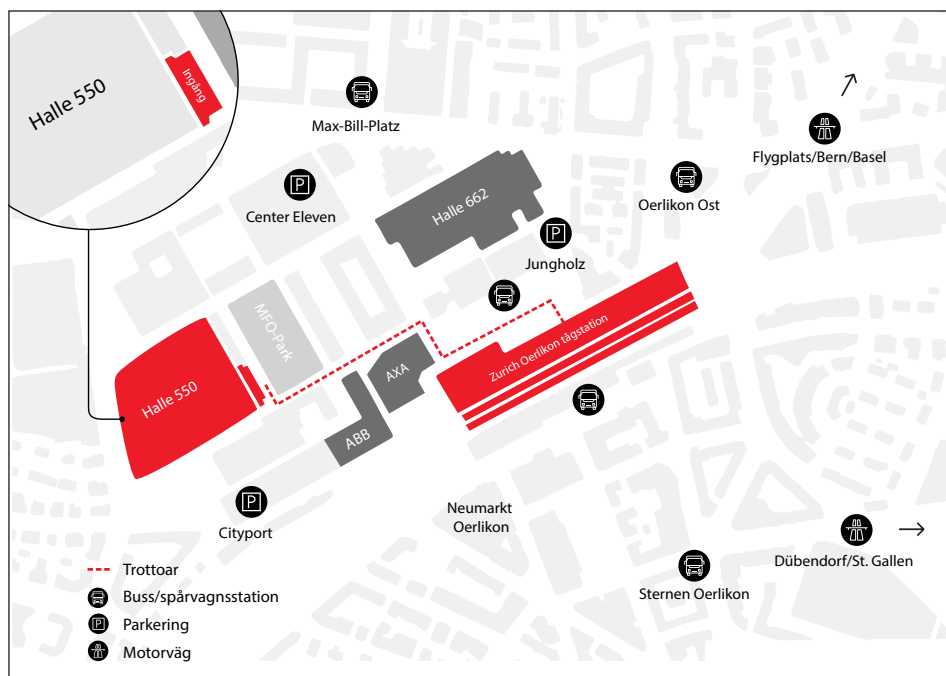 Halle 550
Ingång
Max-Bill-Platz
Flygplats/Bern/Basel
Center Eleven
Halle 662
Oerlikon Ost
Jungholz
MFO-Park
Zurich Oerlikon tågstation
Halle 550
AXA
ABB
Cityport
Neumarkt
Oerlikon
Dübendorf/St. Gallen
Sternen Oerlikon
Trottoar
Buss/spårvagnsstation
Parkering
Motorväg
P
P
P
P